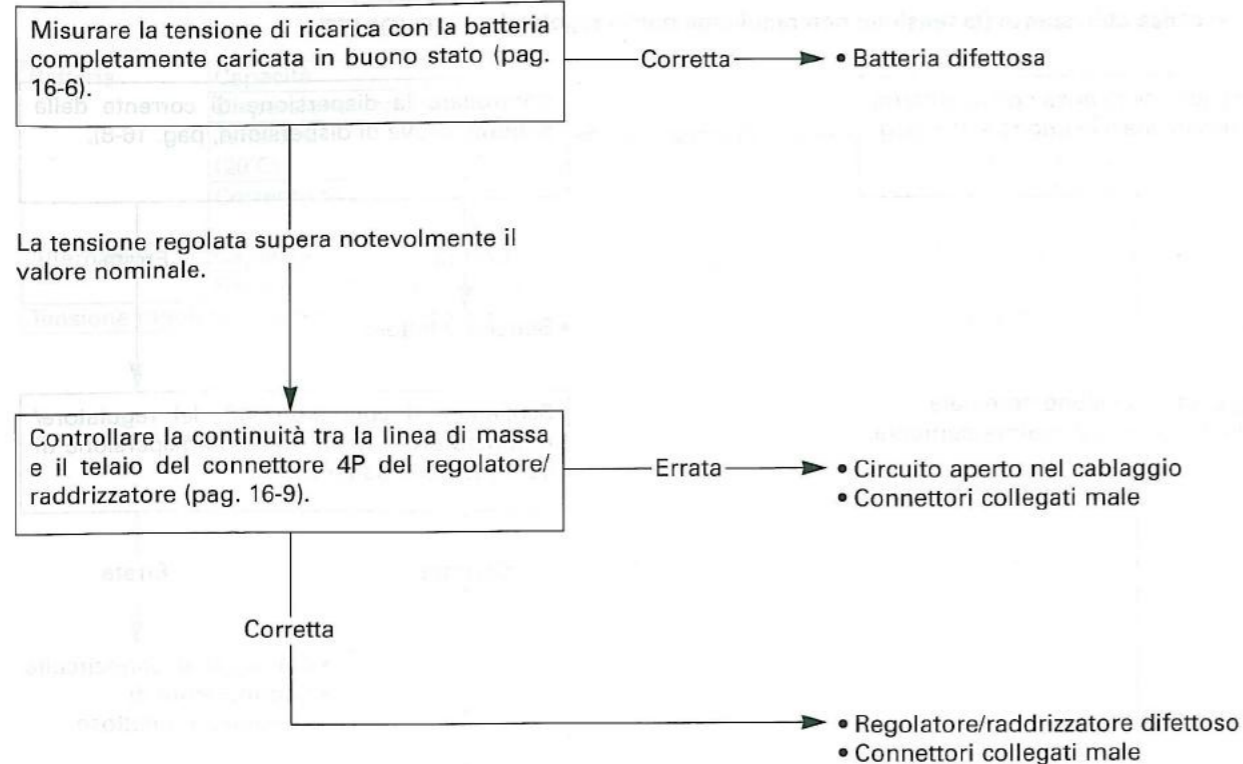 Misurare la tensione di ricarica con la batteria
completamente caricata in buono stato (pag.
16-6).
Corretta
• Batteria difettosa
La tensione regolata supera notevolmente il
valore nominale.
Controllare la continuità tra la linea di massa
e il telaio del connettore 4P del regolatore/
raddrizzatore (pag. 16-9).
Errata
• Circuito aperto nel cablaggio
• Connettori collegati male
Corretta
• Regolatore/raddrizzatore difettoso
• Connettori collegati male